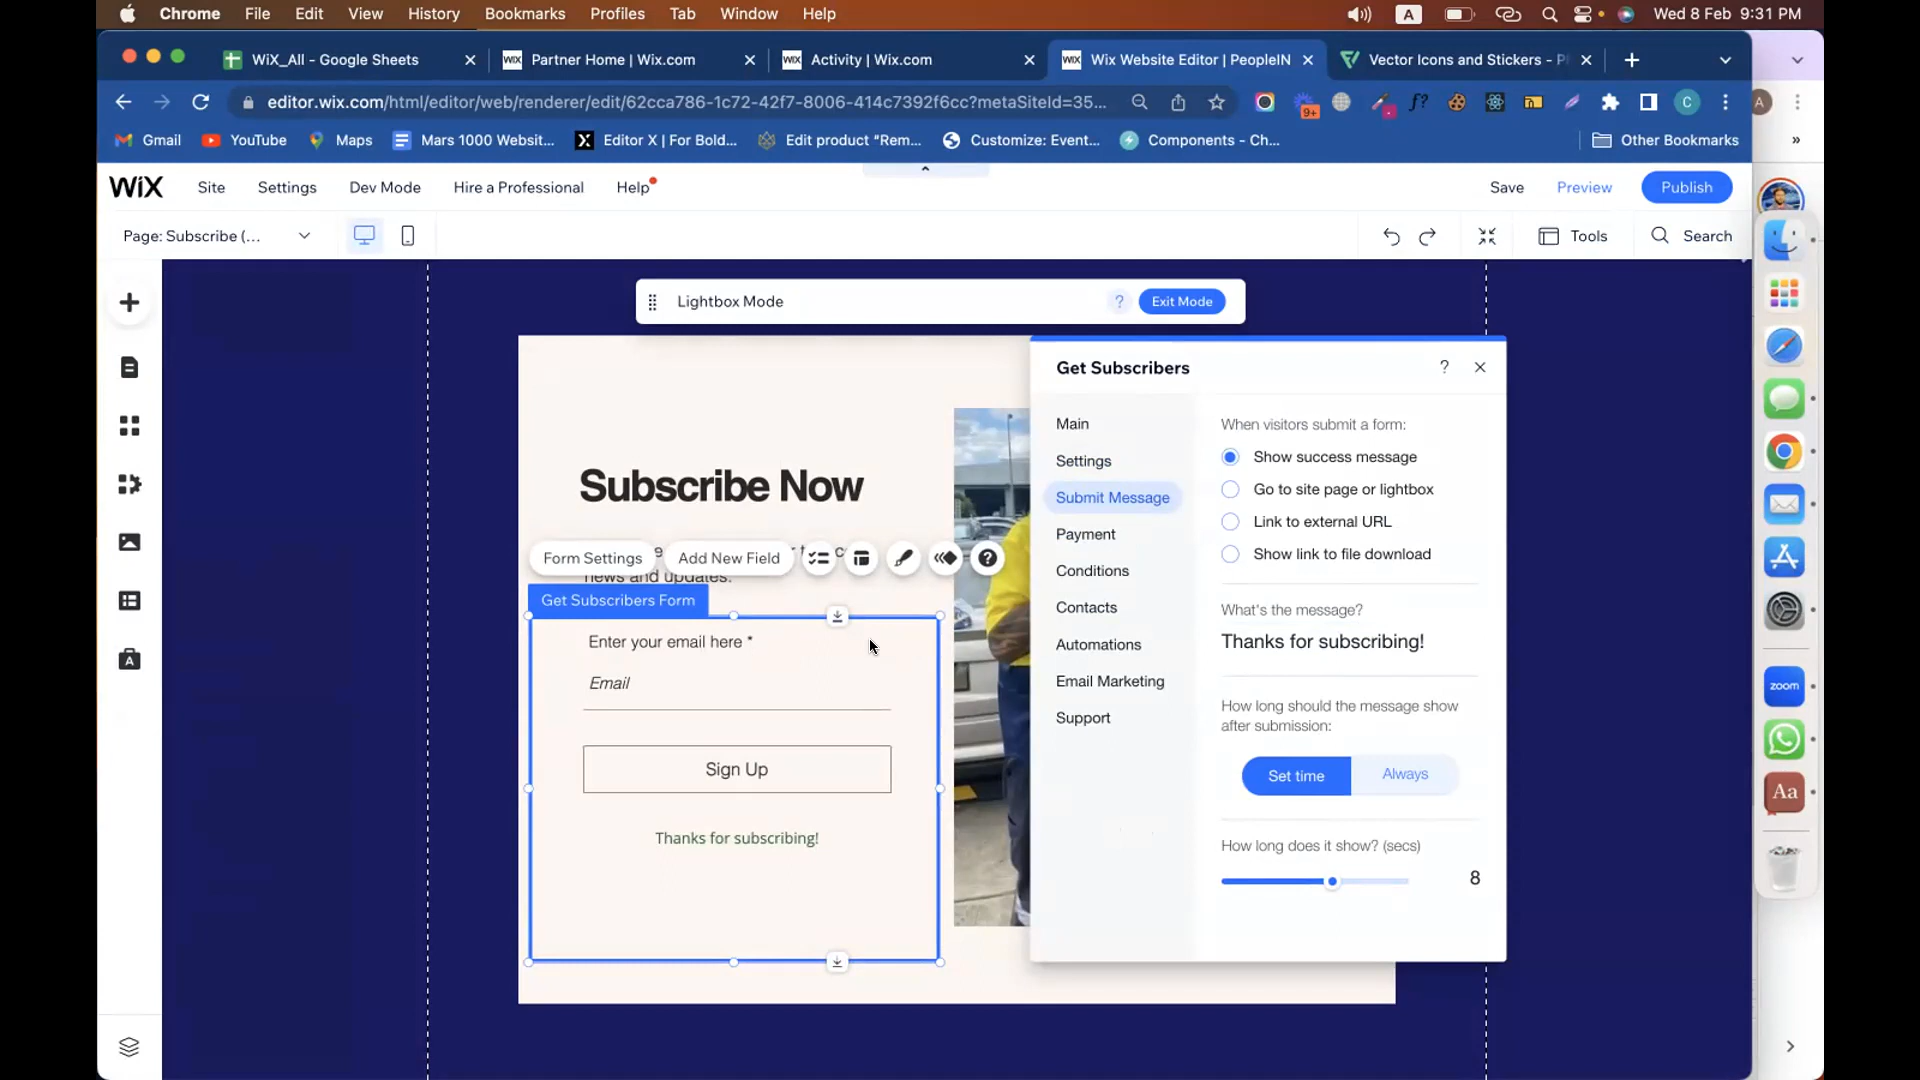 Chrome File Edit View History Bookmarks Profiles Tab Window Help A Wed 8 Feb 9:31 PM
WiX_All - Google Sheets Partner Home | Wix.com Activity | Wix.com Wix Website Editor | PeopleIN Vector Icons and Stickers - P
editor.wix.com/html/editor/web/renderer/edit/62cca786-1c72-42f7-8006-414c7392f6cc?metaSiteId=35... 9+ f? C A
Gmail YouTube Maps Mars 1000 Websit... Editor X | For Bold... Edit product "Rem... Customize: Event... Components - Ch... Other Bookmarks »
WiX Site Settings Dev Mode Hire a Professional Help Save Preview Publish
Page: Subscribe (... Tools Search
Lightbox Mode ? Exit Mode
Get Subscribers ?
Main
Settings
Submit Message
Payment
Conditions
Contacts
Automations
Email Marketing
Support
When visitors submit a form:
Show success message
Go to site page or lightbox
Link to external URL
Show link to file download
What's the message?
Thanks for subscribing!
How long should the message show
after submission:
Set time Always
How long does it show? (secs)
8
Subscribe Now
Form Settings Add New Field ?
news and updates.
Get Subscribers Form
Enter your email here *
Email
Sign Up
Thanks for subscribing!
zoom
Aa